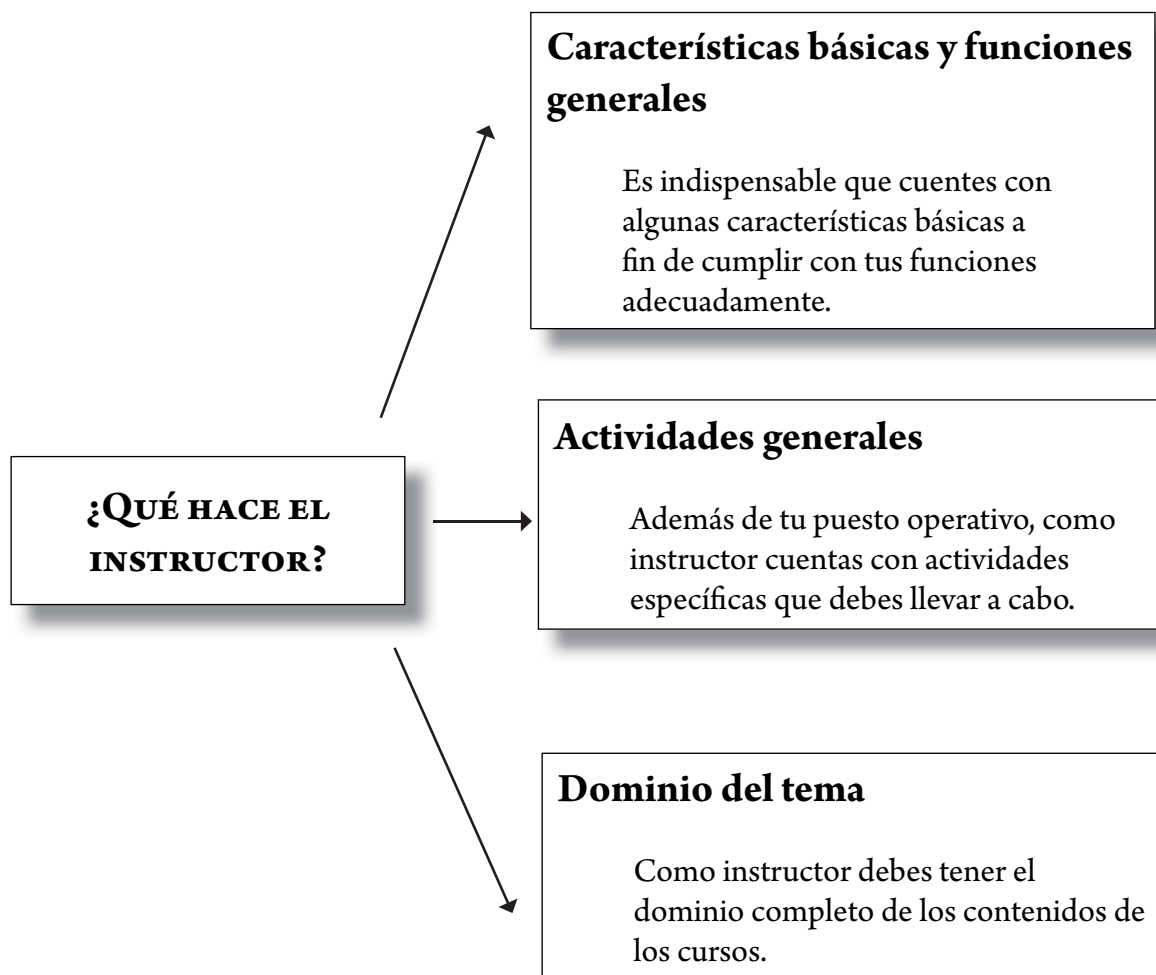 Características básicas y funciones
generales
Es indispensable que cuentes con
algunas características básicas a
fin de cumplir con tus funciones
adecuadamente.
Actividades generales
Además de tu puesto operativo, como
instructor cuentas con actividades
específicas que debes llevar a cabo.
¿QUÉ HACE EL
INSTRUCTOR?
Dominio del tema
Como instructor debes tener el
dominio completo de los contenidos de
los cursos.